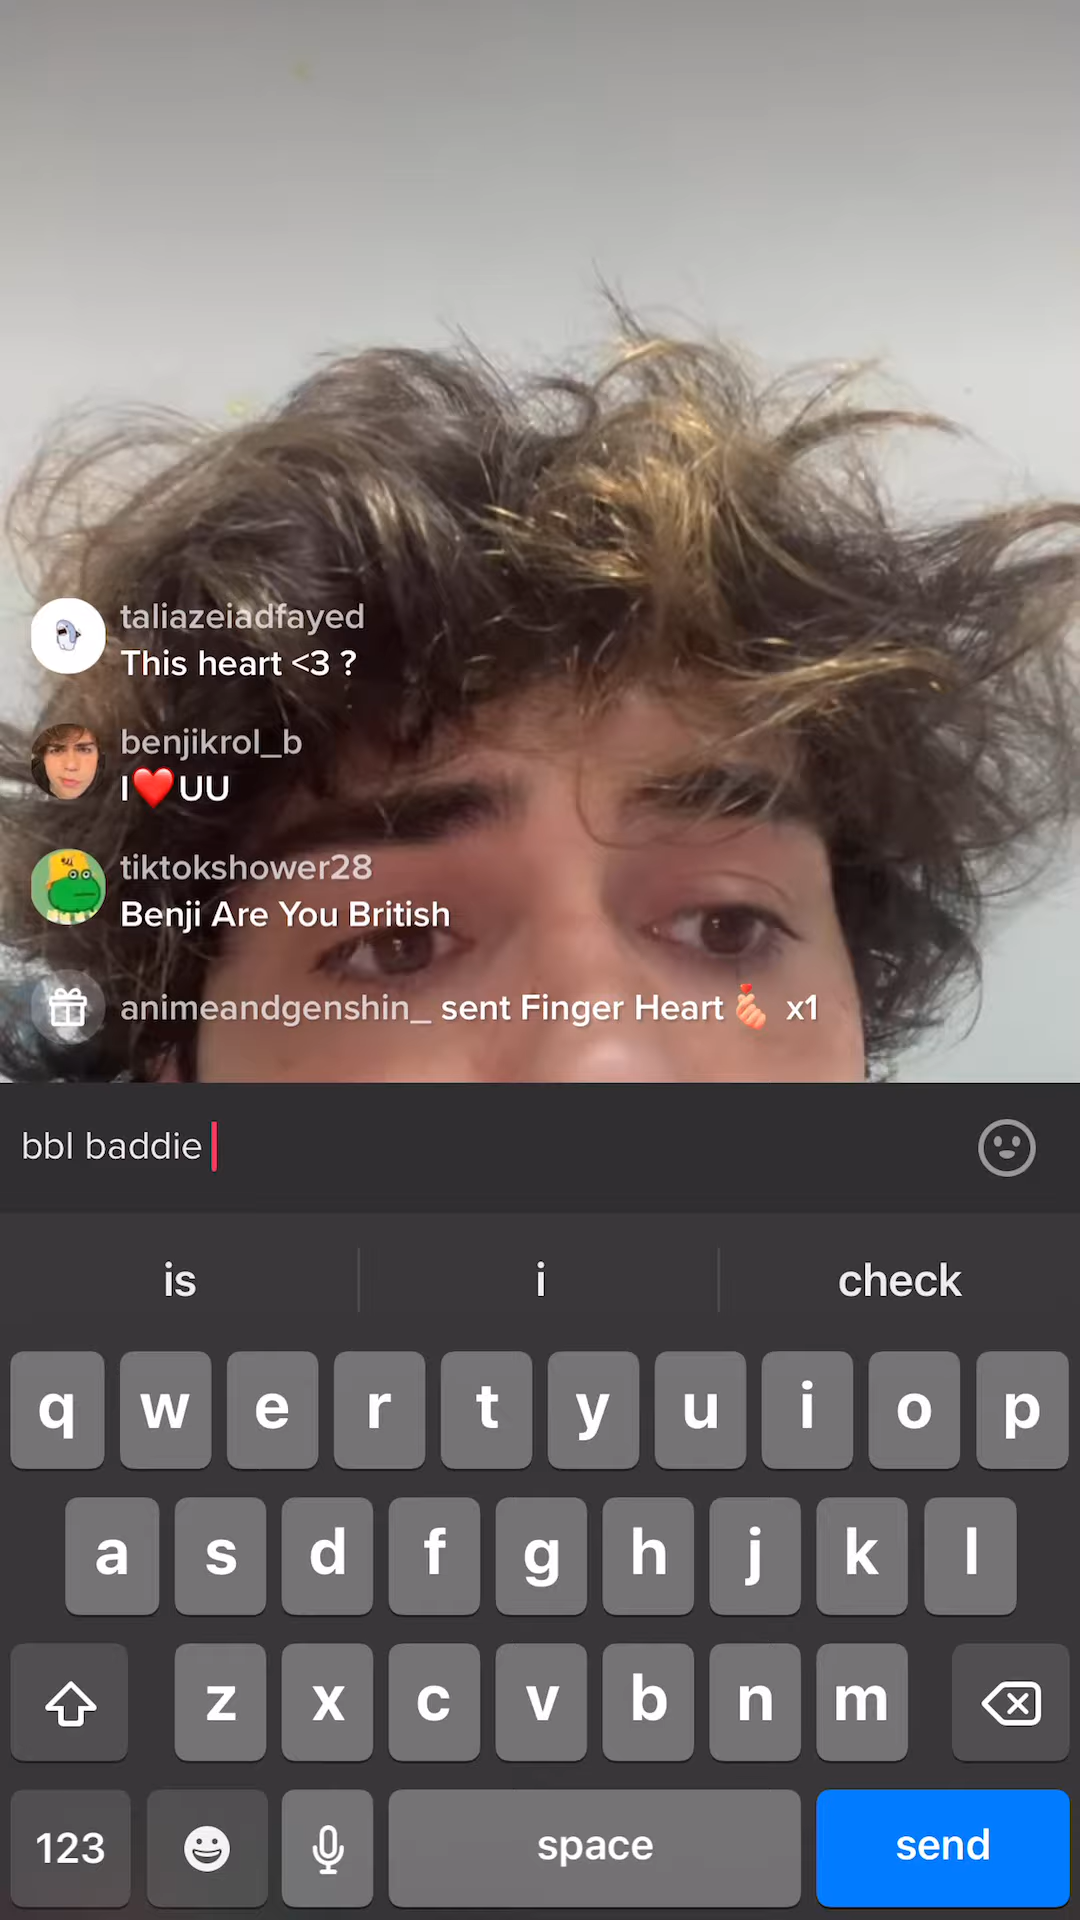 taliazeiadfayed
This heart <3 ?
benjikrol_b
I❤️UU
tiktokshower28
Benji Are You British
animeandgenshin_ sent Finger Heart x1
bbl baddie
is i check
q w e r t y u i o p
a s d f g h j k l
z x c v b n m
123 space send